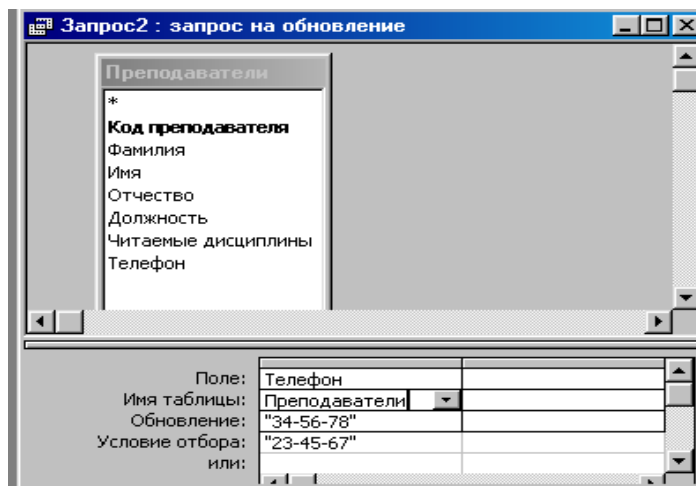 Запрос2 : запрос на обновление
Преподаватели
*
Код преподавателя
Фамилия
Имя
Отчество
Должность
Читаемые дисциплины
Телефон
Поле: Телефон
Имя таблицы: Преподаватели
Обновление: "34-56-78"
Условие отбора: "23-45-67"
или: